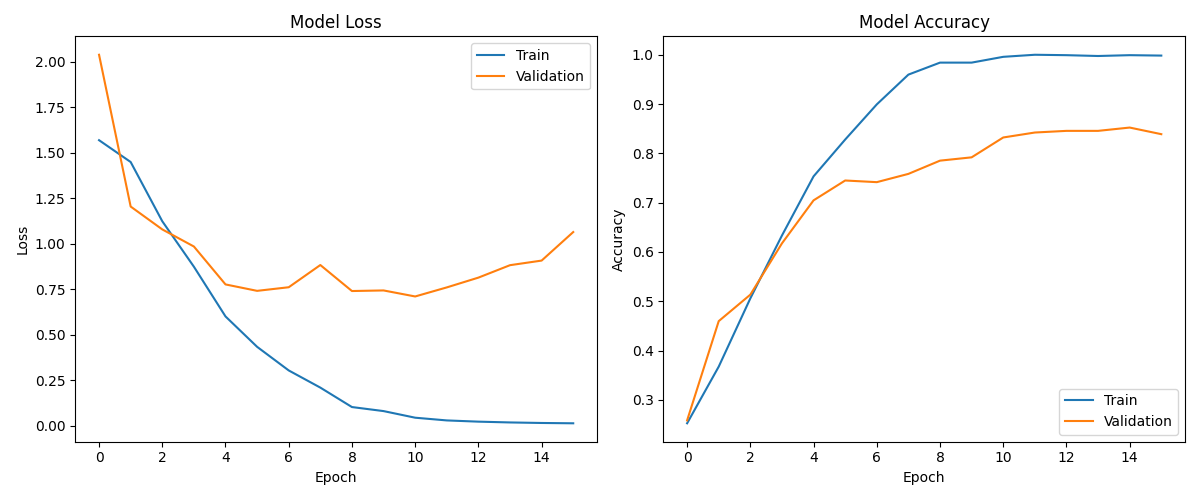 Model Loss
Loss
2.00
1.75
1.50
1.25
1.00
0.75
0.50
0.25
0.00
Train
Validation
0 2 4 6 8 10 12 14
Epoch
Model Accuracy
Accuracy
1.0
0.9
0.8
0.7
0.6
0.5
0.4
0.3
Train
Validation
0 2 4 6 8 10 12 14
Epoch